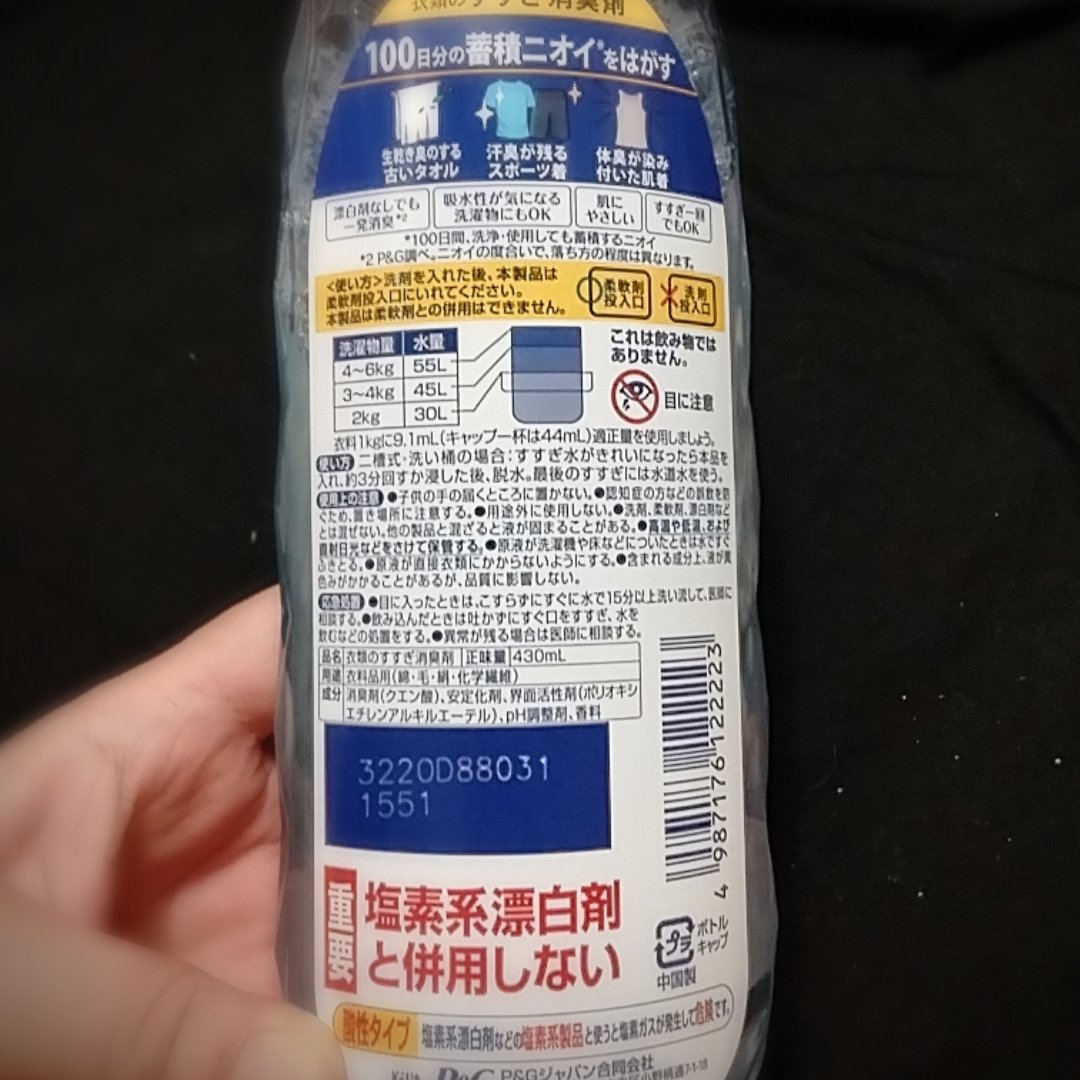 衣類のすすぎ消臭剤
100日分の蓄積ニオイ*をはがす
生乾き臭のする
古いタオル
汗臭が残る
スポーツ着
体臭が染み
付いた肌着
漂白剤なしでも
一発消臭*2
吸水性が気になる
洗濯物にもOK
肌に
やさしい
すすぎ一回
でもOK
*100日間、洗浄・使用しても蓄積するニオイ
*2 P&G調べ。ニオイの度合いで、落ち方の程度は異なります。
<使い方>洗剤を入れた後、本製品は
柔軟剤投入口にいれてください。
本製品は柔軟剤との併用はできません。
柔軟剤
投入口
洗剤
投入口
洗濯物量 水量
4〜6kg 55L
3〜4kg 45L
2kg 30L
これは飲み物では
ありません。
目に注意
衣料1kgに9.1mL(キャップ一杯は44mL)適正量を使用しましょう。
使い方 二槽式・洗い桶の場合:すすぎ水がきれいになったら本品を
入れ、約3分回すか浸した後、脱水。最後のすすぎには水道水を使う。
使用上の注意 ●子供の手の届くところに置かない。●認知症の方などの誤飲を防
ぐため、置き場所に注意する。●用途外に使用しない。●洗剤、柔軟剤、漂白剤など
とは混ぜない。他の製品と混ざると液が固まることがある。●高温や低温、および
直射日光などをさけて保管する。●原液が洗濯機や床などについたときは水ですぐ
ふきとる。●原液が直接衣類にかからないようにする。●含まれる成分上、液が黄
色みがかかることがあるが、品質に影響しない。
応急処置 ●目に入ったときは、こすらずにすぐに水で15分以上洗い流して、医師に
相談する。●飲み込んだときは吐かずにすぐ口をすすぎ、水を
飲むなどの処置をする。●異常が残る場合は医師に相談する。
品名 衣類のすすぎ消臭剤 正味量 430mL
用途 衣料品用(綿・毛・絹・化学繊維)
成分 消臭剤(クエン酸)、安定化剤、界面活性剤(ポリオキシ
エチレンアルキルエーテル)、pH調整剤、香料
3220D88031
1551
4 987176 122223
重要
塩素系漂白剤
と併用しない
プラ
ボトル
キャップ
中国製
酸性タイプ 塩素系漂白剤などの塩素系製品と使うと塩素ガスが発生して危険です。
P&G P&Gジャパン合同会社
小野柄通7-1-18